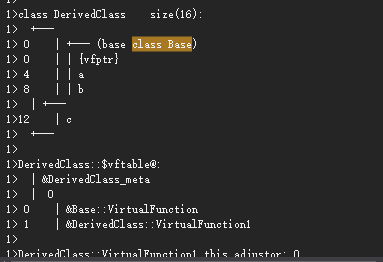 1>class DerivedClass    size(16):
1>  +---
1> 0      | +--- (base class Base)
1> 0      | | {vfptr}
1> 4      | | a
1> 8      | | b
1>  | +---
1>12      | c
1>  +---
1>
1>DerivedClass::$vftable@:
1>  | &DerivedClass_meta
1>  |  0
1> 0      | &Base::VirtualFunction
1> 1      | &DerivedClass::VirtualFunction1
1>
1>DerivedClass::VirtualFunction1 this adjustor: 0